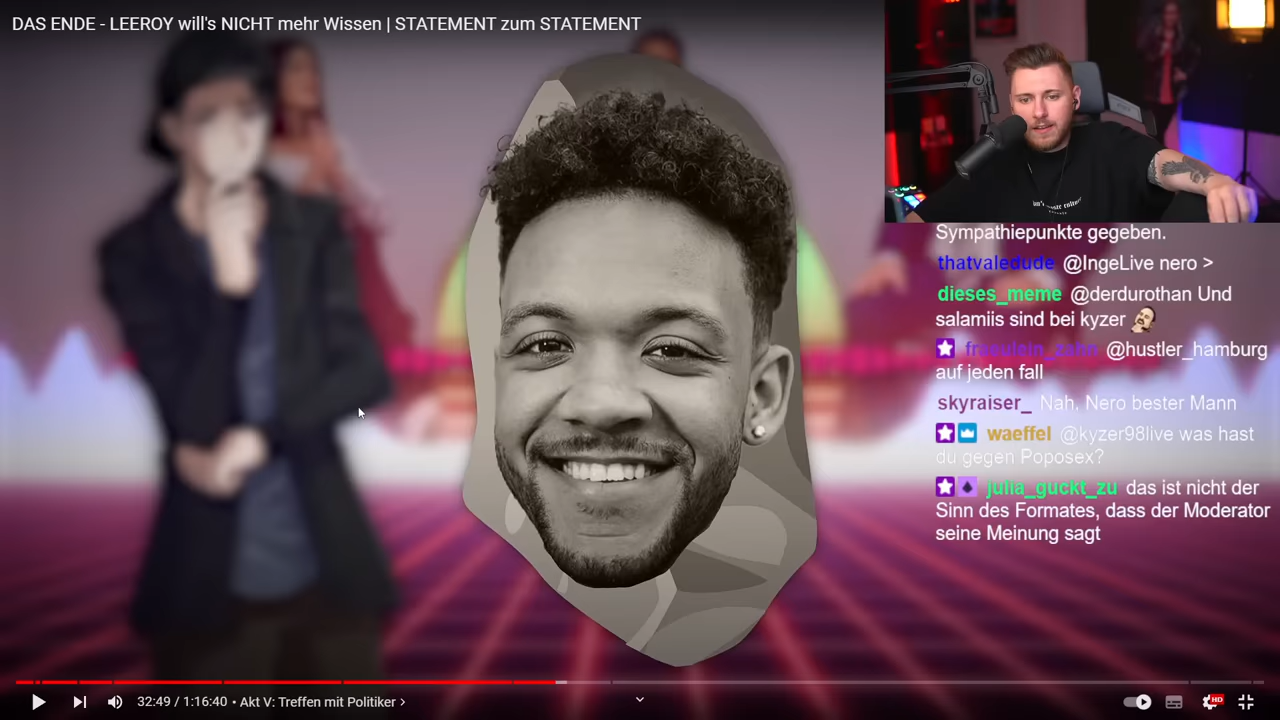 DAS ENDE - LEEROY will's NICHT mehr Wissen | STATEMENT zum STATEMENT
Sympathiepunkte gegeben.
thatvaledude @IngeLive nero >
dieses_meme @derdurothan Und
salamiis sind bei kyzer
fraeulein_zahn @hustler_hamburg
auf jeden fall
skyraiser_ Nah, Nero bester Mann
waeffel @kyzer98live was hast
du gegen Poposex?
julia_guckt_zu das ist nicht der
Sinn des Formates, dass der Moderator
seine Meinung sagt
32:49 / 1:16:40 • Akt V: Treffen mit Politiker >
HD